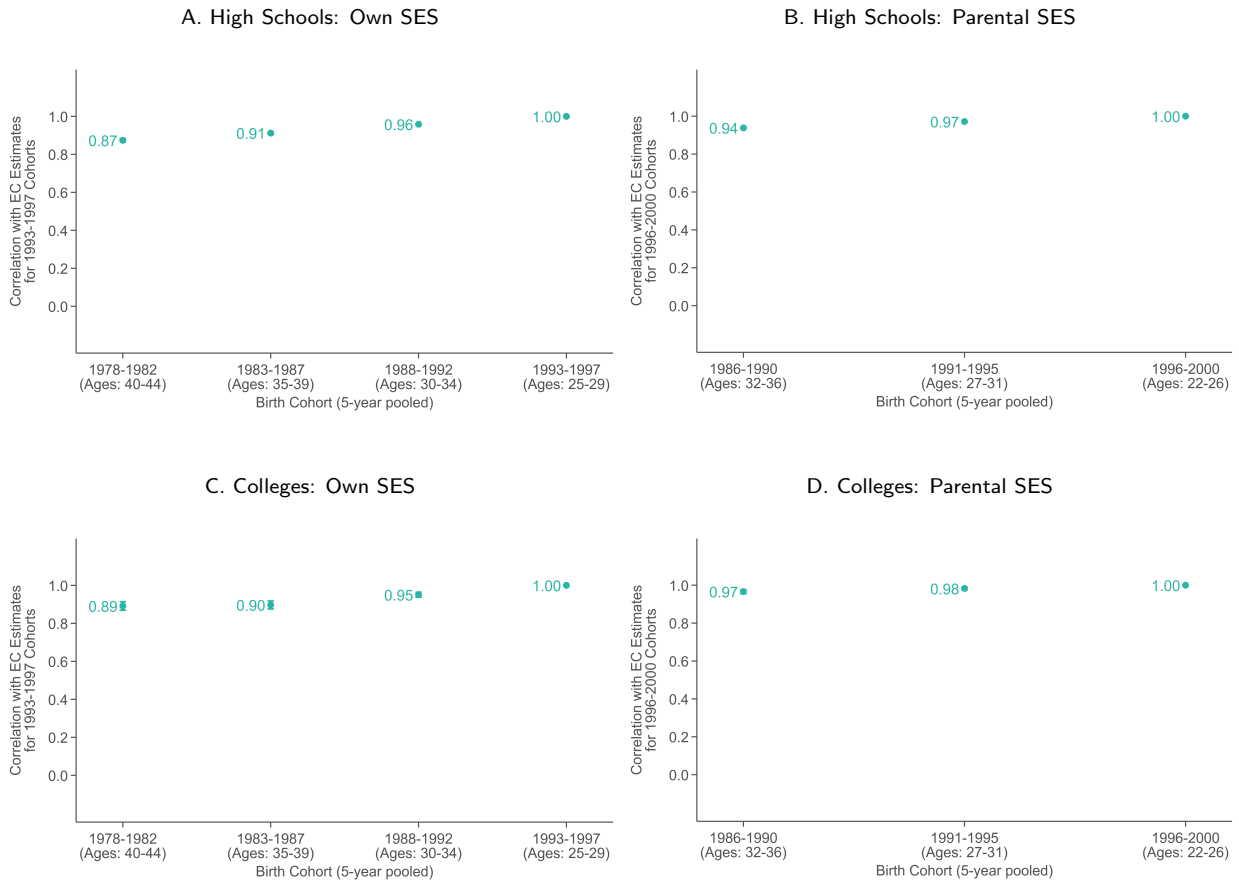 A. High Schools: Own SES
Correlation with EC Estimates
for 1993-1997 Cohorts
1.0
0.8
0.6
0.4
0.2
0.0
0.87
0.91
0.96
1.00
1978-1982
(Ages: 40-44)
1983-1987
(Ages: 35-39)
1988-1992
(Ages: 30-34)
1993-1997
(Ages: 25-29)
Birth Cohort (5-year pooled)
B. High Schools: Parental SES
Correlation with EC Estimates
for 1996-2000 Cohorts
1.0
0.8
0.6
0.4
0.2
0.0
0.94
0.97
1.00
1986-1990
(Ages: 32-36)
1991-1995
(Ages: 27-31)
1996-2000
(Ages: 22-26)
Birth Cohort (5-year pooled)
C. Colleges: Own SES
Correlation with EC Estimates
for 1993-1997 Cohorts
1.0
0.8
0.6
0.4
0.2
0.0
0.89
0.90
0.95
1.00
1978-1982
(Ages: 40-44)
1983-1987
(Ages: 35-39)
1988-1992
(Ages: 30-34)
1993-1997
(Ages: 25-29)
Birth Cohort (5-year pooled)
D. Colleges: Parental SES
Correlation with EC Estimates
for 1996-2000 Cohorts
1.0
0.8
0.6
0.4
0.2
0.0
0.97
0.98
1.00
1986-1990
(Ages: 32-36)
1991-1995
(Ages: 27-31)
1996-2000
(Ages: 22-26)
Birth Cohort (5-year pooled)